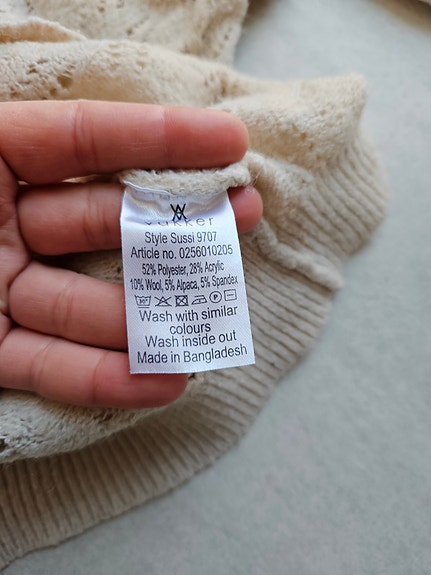 vakker
Style Sussi 9707
Article no. 0256010205
52% Polyester, 28% Acrylic
10% Wool, 5% Alpaca, 5% Spandex
Wash with similar
colours
Wash inside out
Made in Bangladesh